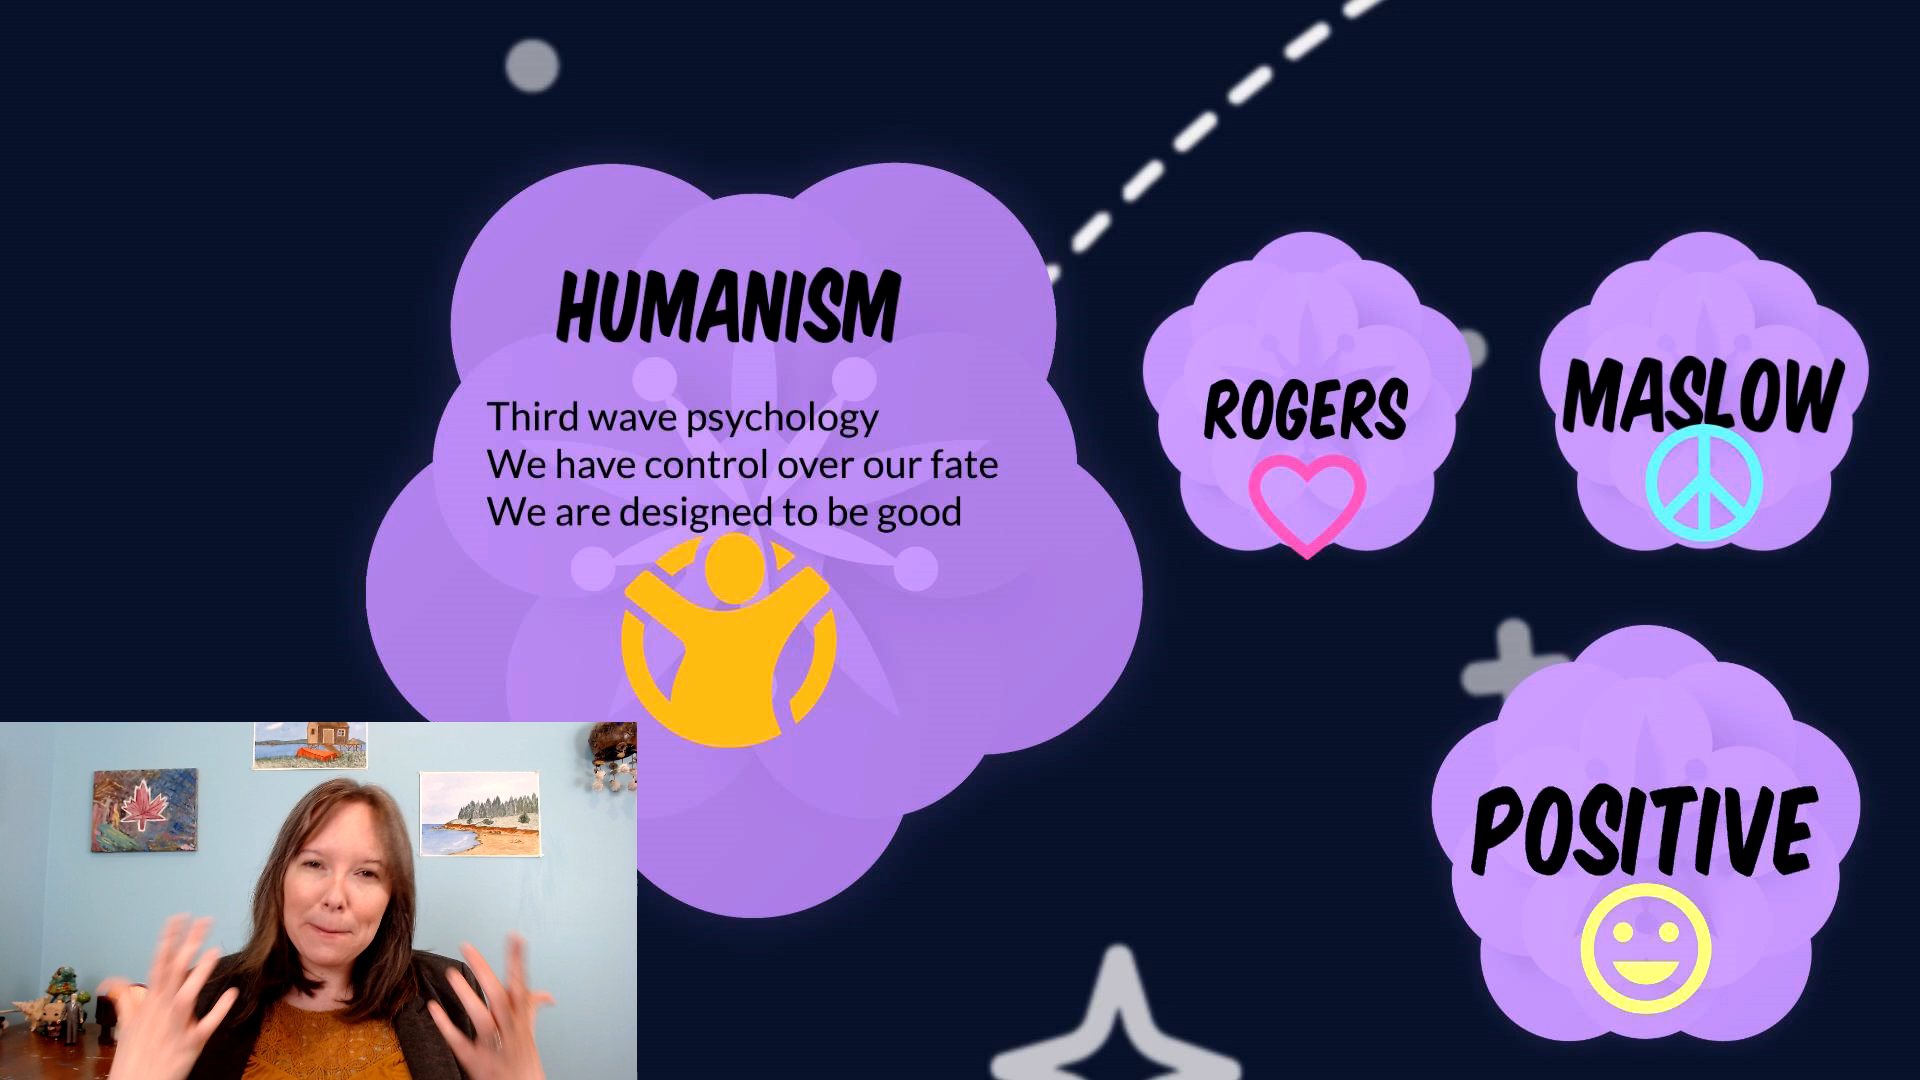 HUMANISM
Third wave psychology
We have control over our fate
We are designed to be good
ROGERS
MASLOW
POSITIVE